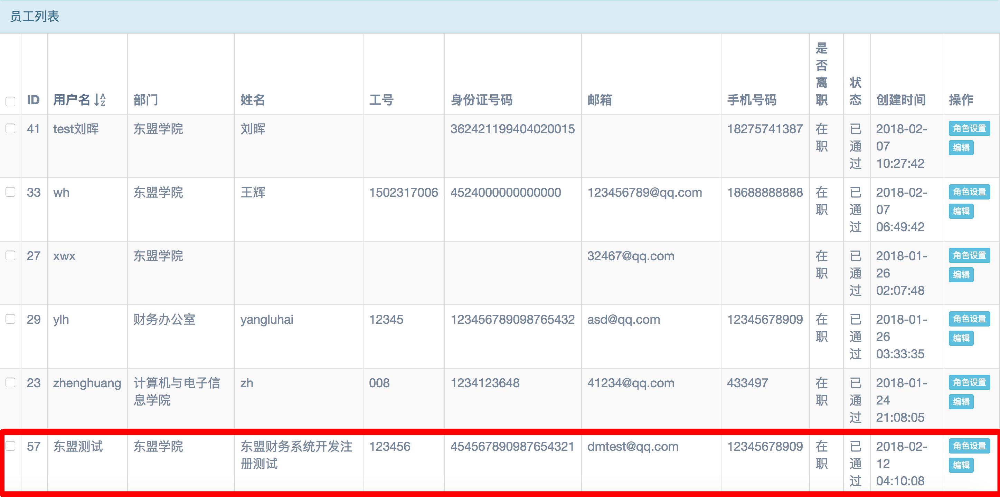 员工列表
ID 用户名 AZ 部门 姓名 工号 身份证号码 邮箱 手机号码 是否离职 状态 创建时间 操作
41 test刘晖 东盟学院 刘晖 362421199404020015 18275741387 在职 已通过 2018-02-07 10:27:42 角色设置 编辑
33 wh 东盟学院 王辉 1502317006 4524000000000000 123456789@qq.com 18688888888 在职 已通过 2018-02-07 06:49:42 角色设置 编辑
27 xwx 东盟学院 32467@qq.com 在职 已通过 2018-01-26 02:07:48 角色设置 编辑
29 ylh 财务办公室 yangluhai 12345 123456789098765432 asd@qq.com 12345678909 在职 已通过 2018-01-26 03:33:35 角色设置 编辑
23 zhenghuang 计算机与电子信息学院 zh 008 1234123648 41234@qq.com 433497 在职 已通过 2018-01-24 21:08:05 角色设置 编辑
57 东盟测试 东盟学院 东盟财务系统开发注册测试 123456 454567890987654321 dmtest@qq.com 12345678909 在职 已通过 2018-02-12 04:10:08 角色设置 编辑